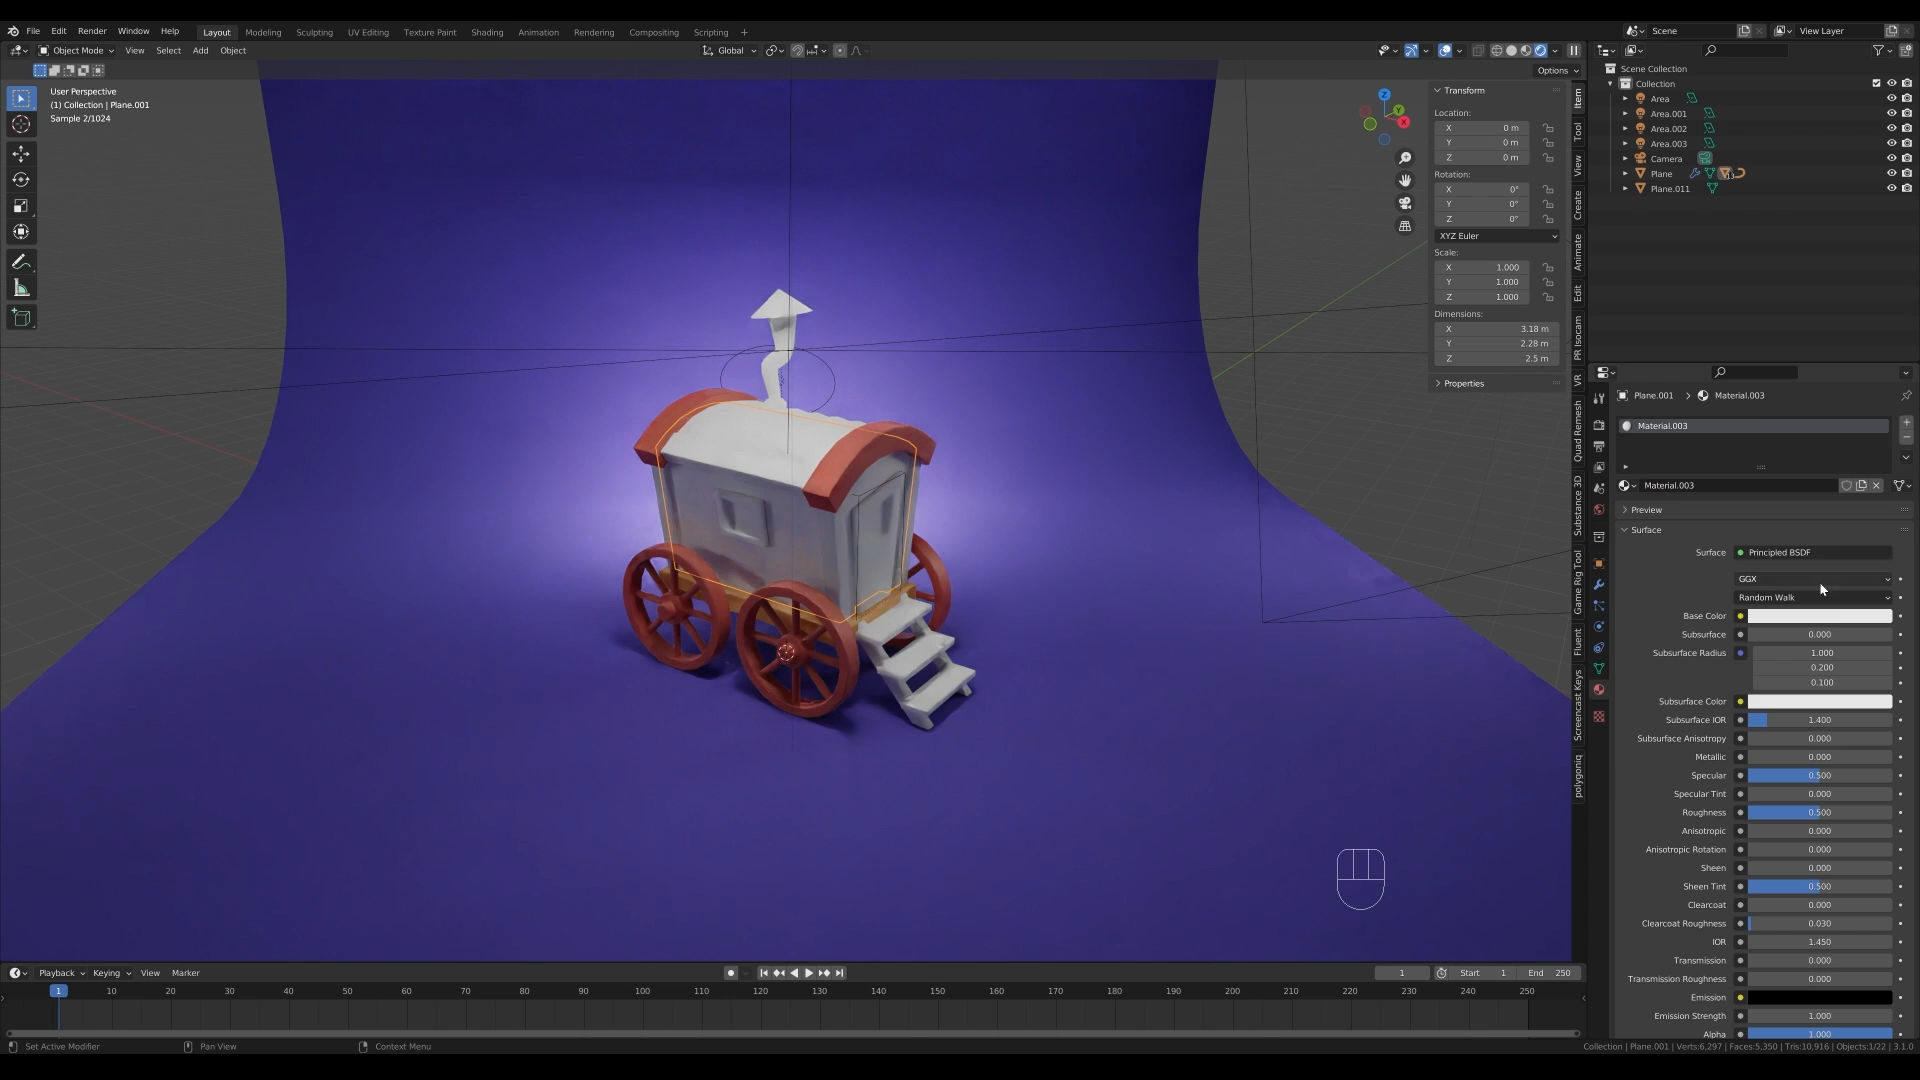 File Edit Render Window Help Layout Modeling Sculpting UV Editing Texture Paint Shading Animation Rendering Compositing Scripting + Scene View Layer
Object Mode View Select Add Object Global
Options
User Perspective
(1) Collection | Plane.001
Sample 2/1024
Transform
Location:
X 0 m
Y 0 m
Z 0 m
Rotation:
X 0°
Y 0°
Z 0°
XYZ Euler
Scale:
X 1.000
Y 1.000
Z 1.000
Dimensions:
X 3.18 m
Y 2.28 m
Z 2.5 m
Properties
Z
Y
X
Item
Tool
View
Create
Animate
Edit
PR Isocam
VR
Quad Remesh
Substance 3D
Game Rig Tool
Fluent
Screencast Keys
polygoniq
Scene Collection
Collection
Area
Area.001
Area.002
Area.003
Camera
Plane
Plane.011
Plane.001 > Material.003
Material.003
Material.003
Preview
Surface
Surface Principled BSDF
GGX
Random Walk
Base Color
Subsurface 0.000
Subsurface Radius 1.000
0.200
0.100
Subsurface Color
Subsurface IOR 1.400
Subsurface Anisotropy 0.000
Metallic 0.000
Specular 0.500
Specular Tint 0.000
Roughness 0.500
Anisotropic 0.000
Anisotropic Rotation 0.000
Sheen 0.000
Sheen Tint 0.500
Clearcoat 0.000
Clearcoat Roughness 0.030
IOR 1.450
Transmission 0.000
Transmission Roughness 0.000
Emission
Emission Strength 1.000
Alpha 1.000
Playback Keying View Marker 1 Start 1 End 250
1 10 20 30 40 50 60 70 80 90 100 110 120 130 140 150 160 170 180 190 200 210 220 230 240 250
Set Active Modifier Pan View Context Menu Collection | Plane.001 | Verts:6,297 | Faces:5,350 | Tris:10,916 | Objects:1/22 | 3.1.0